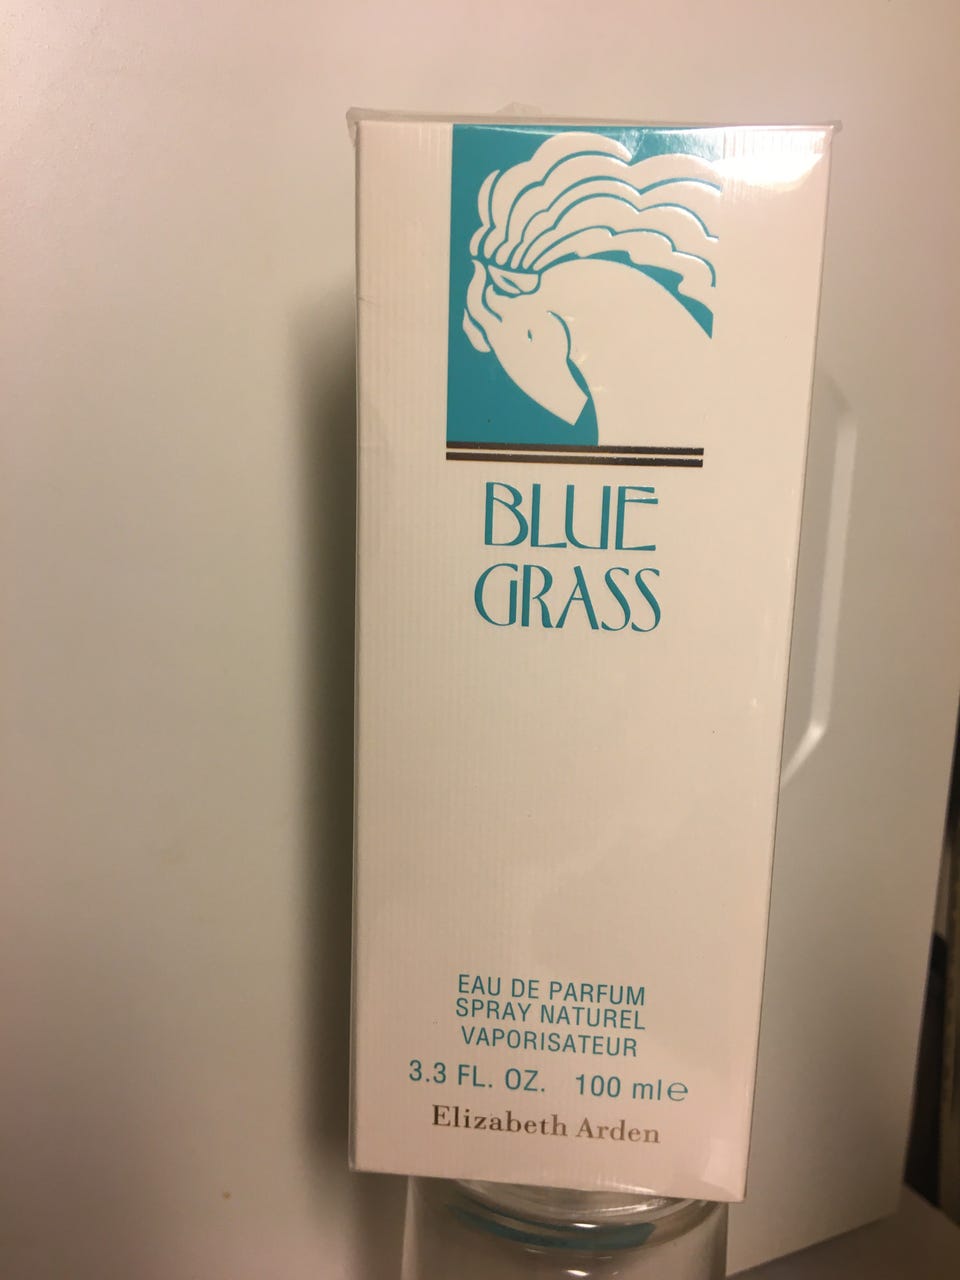 BLUE
GRASS
EAU DE PARFUM
SPRAY NATUREL
VAPORISATEUR
3.3 FL. OZ. 100 ml e
Elizabeth Arden